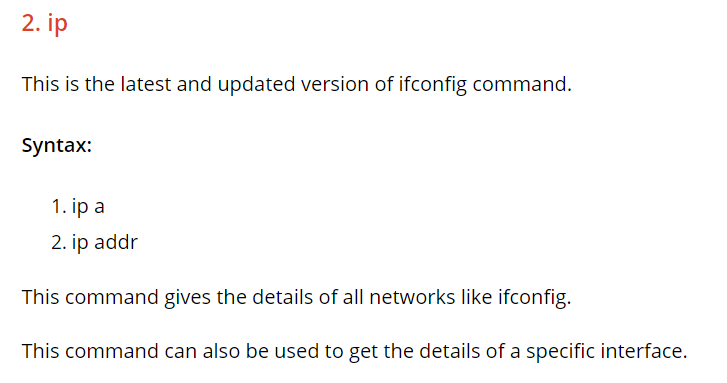 2. ip
This is the latest and updated version of ifconfig command.
Syntax:
1. ip a
2. ip addr
This command gives the details of all networks like ifconfig.
This command can also be used to get the details of a specific interface.